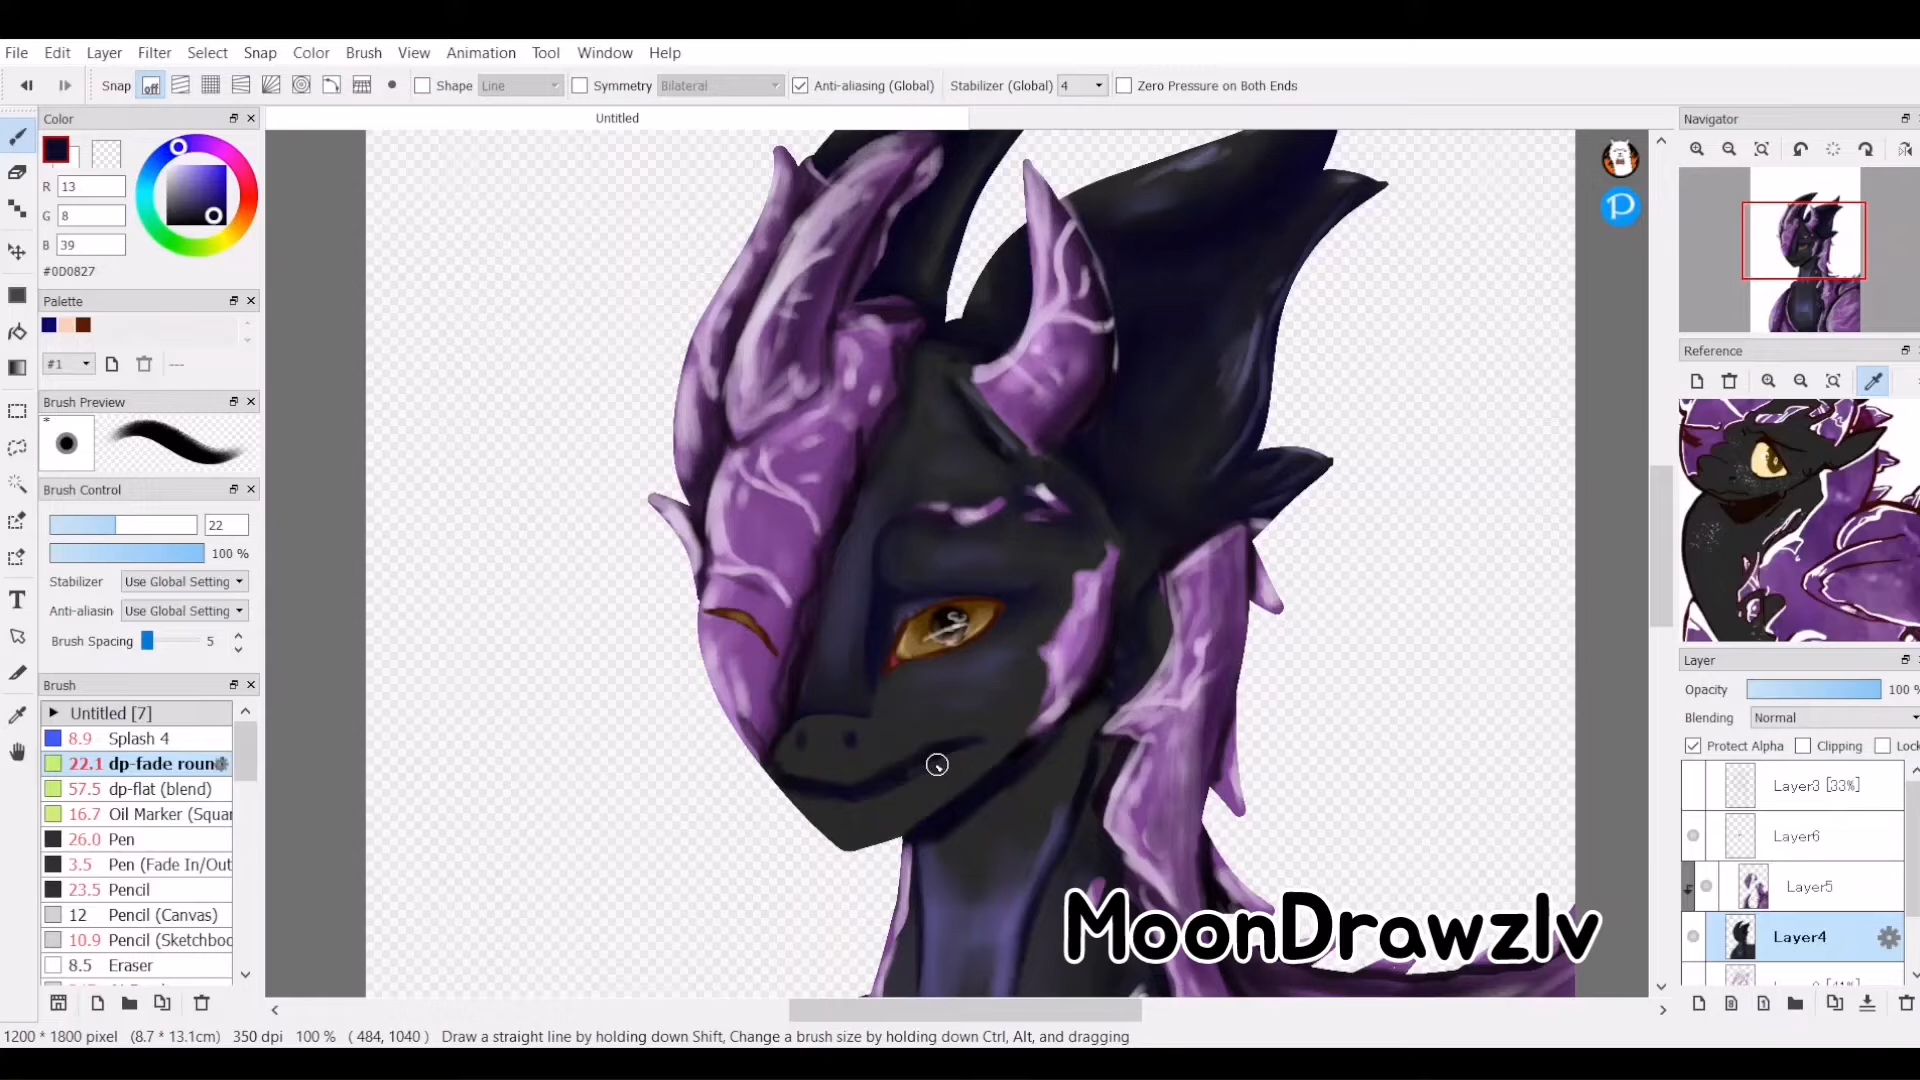 File Edit Layer Filter Select Snap Color Brush View Animation Tool Window Help
Snap off Shape Line Symmetry Bilateral Anti-aliasing (Global) Stabilizer (Global) 4 Zero Pressure on Both Ends
Color
Untitled
Navigator
R 13
G 8
B 39
#0D0827
Palette
#1 ---
Reference
Brush Preview
*
Brush Control
22
100 %
Stabilizer Use Global Setting
Anti-aliasin Use Global Setting
Brush Spacing 5
Brush
Untitled [7]
8.9 Splash 4
22.1 dp-fade roun
57.5 dp-flat (blend)
16.7 Oil Marker (Squar
26.0 Pen
3.5 Pen (Fade In/Out
23.5 Pencil
12 Pencil (Canvas)
10.9 Pencil (Sketchboo
8.5 Eraser
Layer
Opacity 100 %
Blending Normal
Protect Alpha Clipping Lock
Layer3 [33%]
Layer6
Layer5
Layer4
MoonDrawzlv
1200 * 1800 pixel (8.7 * 13.1cm) 350 dpi 100 % ( 484, 1040 ) Draw a straight line by holding down Shift, Change a brush size by holding down Ctrl, Alt, and dragging